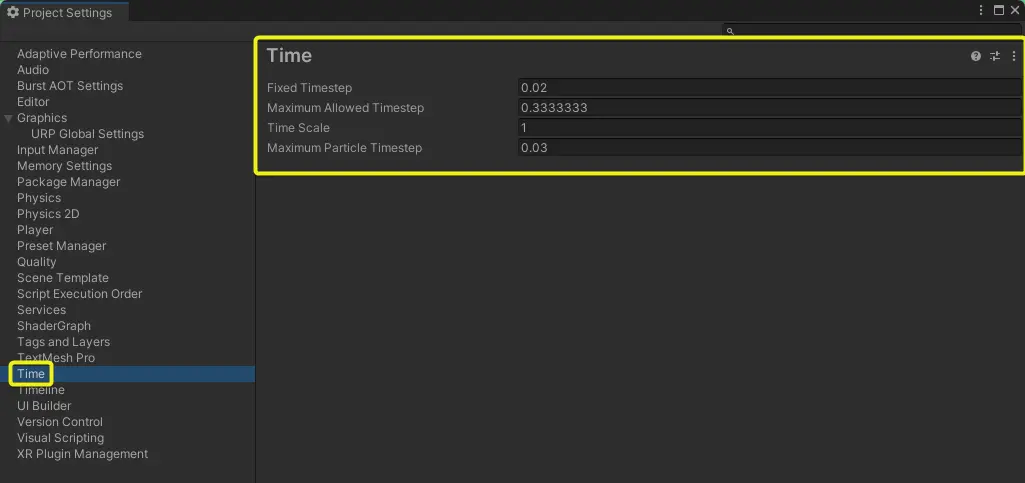 Project Settings
Adaptive Performance
Audio
Burst AOT Settings
Editor
Graphics
URP Global Settings
Input Manager
Memory Settings
Package Manager
Physics
Physics 2D
Player
Preset Manager
Quality
Scene Template
Script Execution Order
Services
ShaderGraph
Tags and Layers
TextMesh Pro
Time
Timeline
UI Builder
Version Control
Visual Scripting
XR Plugin Management
Time
Fixed Timestep 0.02
Maximum Allowed Timestep 0.3333333
Time Scale 1
Maximum Particle Timestep 0.03